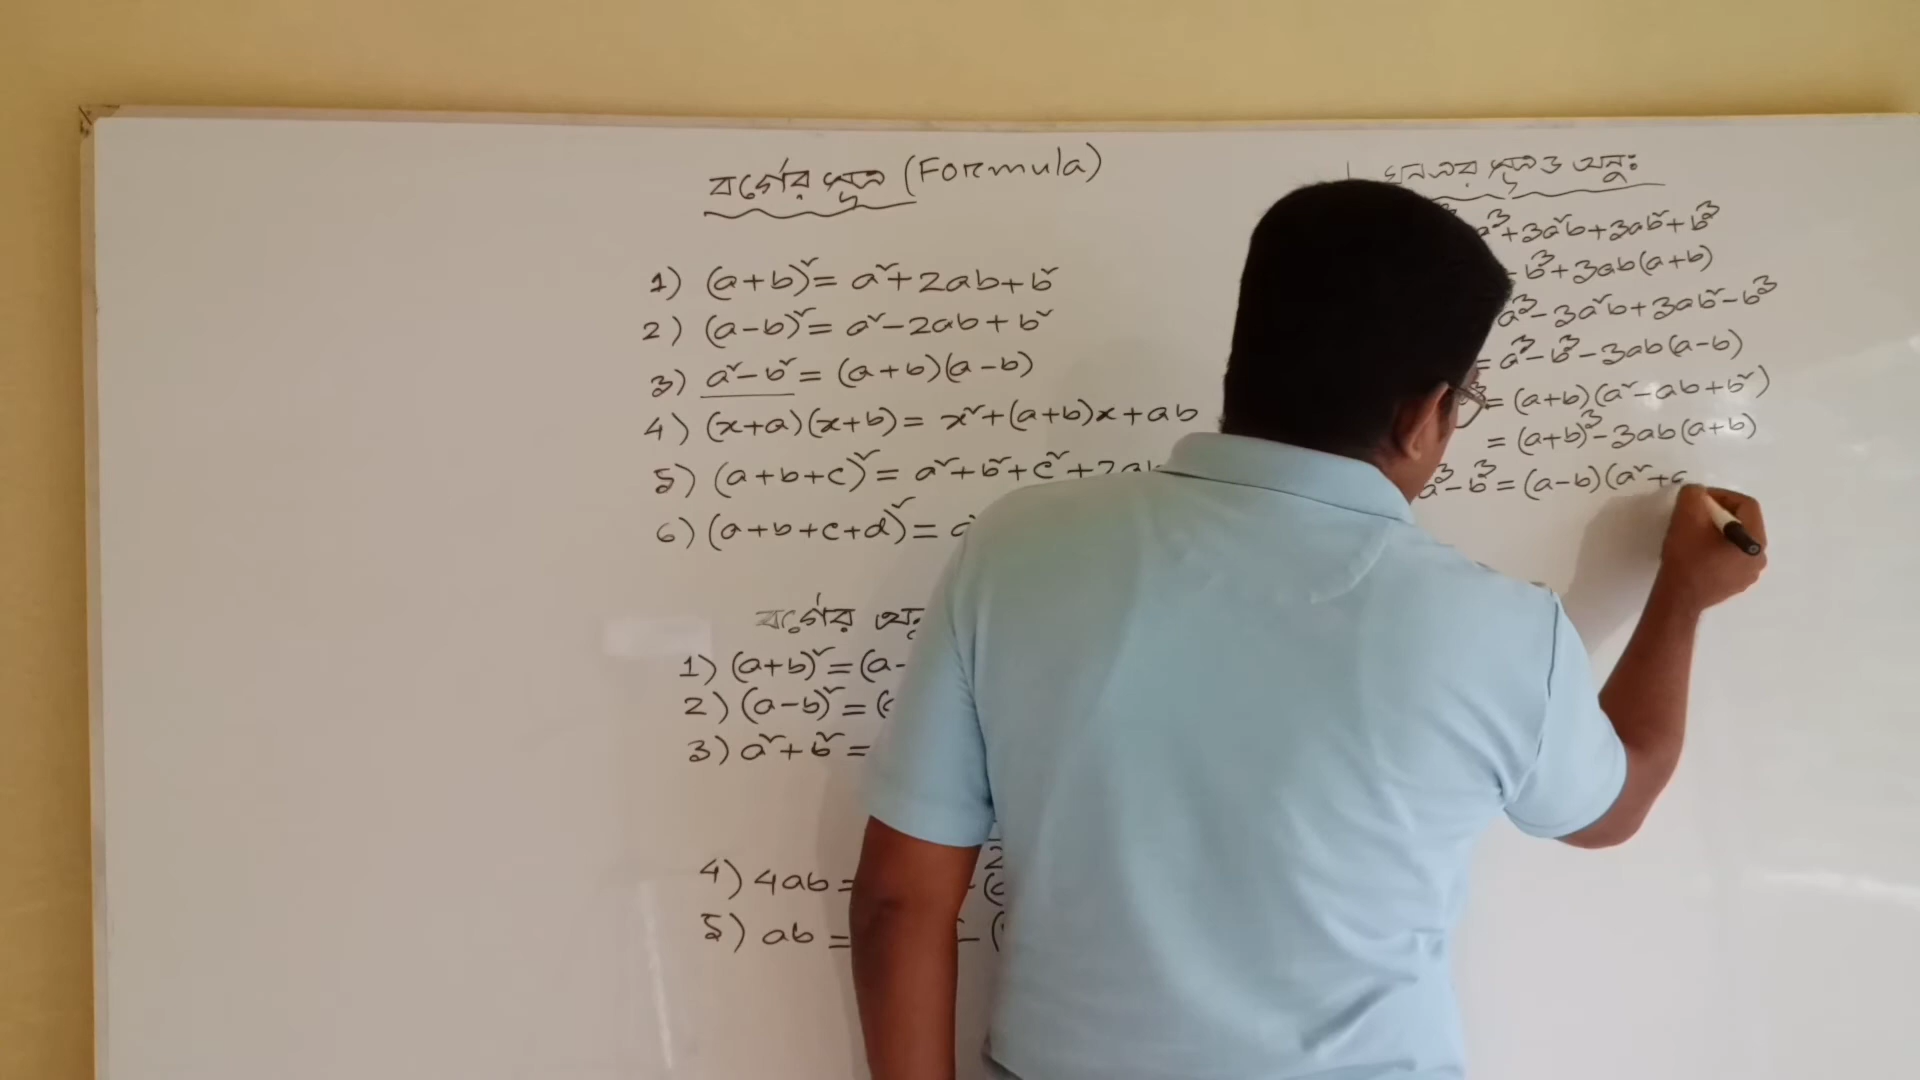 বর্গের সূত্র (Formula)
1) (a+b)² = a²+2ab+b²
2) (a-b)² = a²-2ab+b²
3) a²-b² = (a+b)(a-b)
4) (x+a)(x+b) = x²+(a+b)x+ab
5) (a+b+c)² = a²+b²+c²+2ab
6) (a+b+c+d)² =
বর্গের
1) (a+b)² = (a-
2) (a-b)² = (
3) a²+b² =
4) 4ab =
5) ab =
সূত্র ও অনুঃ
a³+3a²b+3ab²+b³
b³+3ab(a+b)
a³-3a²b+3ab²-b³
= a³-b³-3ab(a-b)
= (a+b)(a²-ab+b²)
= (a+b)³-3ab(a+b)
a³-b³ = (a-b)(a²+